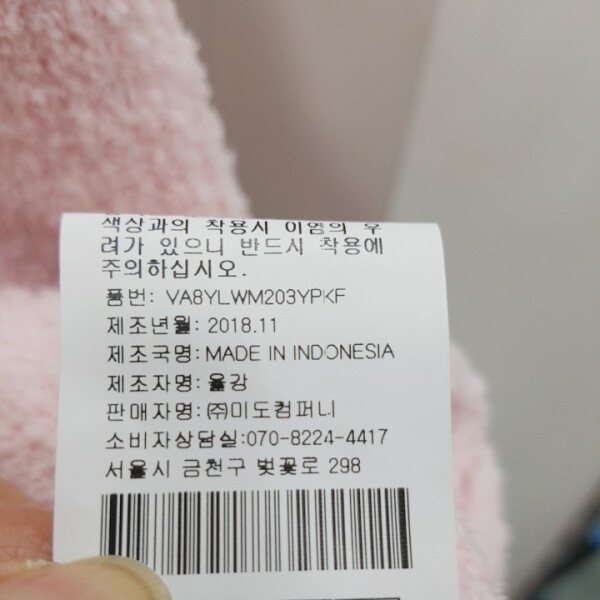 색상과의 착용시 이염의 우
려가 있으니 반드시 착용에
주의하십시오.
품번: VA8YLWM203YPKF
제조년월: 2018.11
제조국명: MADE IN INDONESIA
제조자명: 율강
판매자명: ㈜미도컴퍼니
소비자상담실:070-8224-4417
서울시 금천구 벚꽃로 298